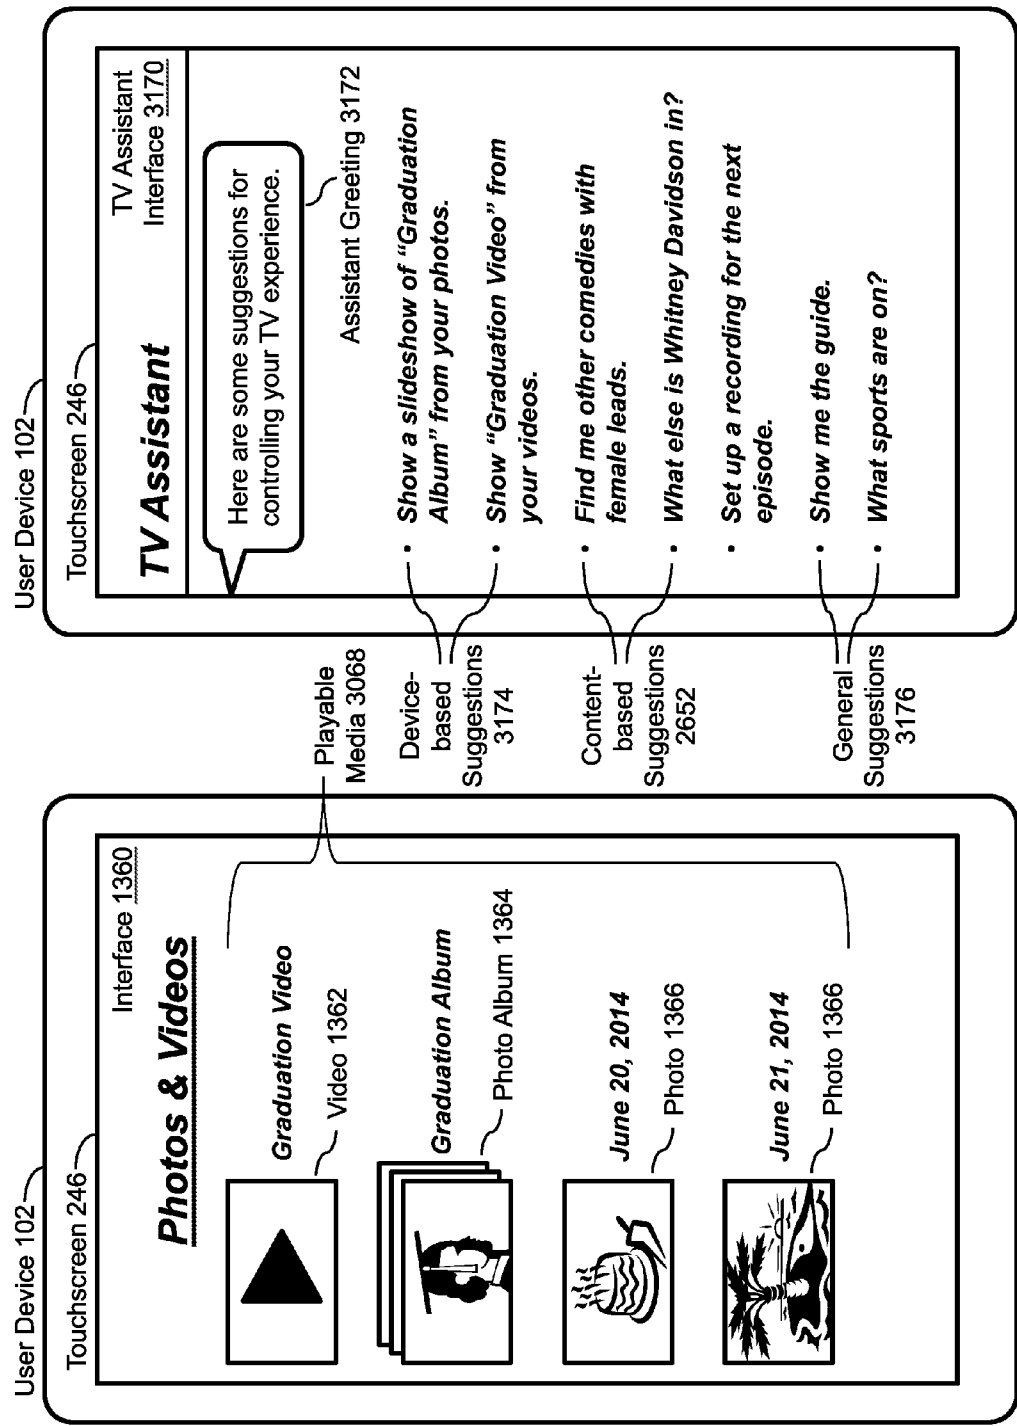 User Device 102
Touchscreen 246
Interface 1360
Photos & Videos
Graduation Video
Video 1362
Graduation Album
Photo Album 1364
June 20, 2014
Photo 1366
June 21, 2014
Photo 1366
Playable
Media 3068
User Device 102
Touchscreen 246
TV Assistant
Interface 3170
TV Assistant
Here are some suggestions for
controlling your TV experience.
Assistant Greeting 3172
Device-
based
Suggestions
3174
• Show a slideshow of “Graduation
Album” from your photos.
• Show “Graduation Video” from
your videos.
Content-
based
Suggestions
2652
• Find me other comedies with
female leads.
• What else is Whitney Davidson in?
• Set up a recording for the next
episode.
General
Suggestions
3176
• Show me the guide.
• What sports are on?